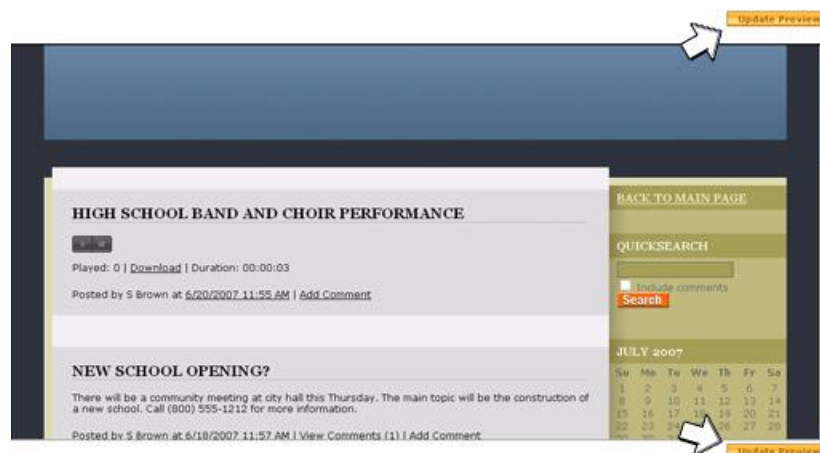 Update Preview
HIGH SCHOOL BAND AND CHOIR PERFORMANCE
Played: 0 | Download | Duration: 00:00:03
Posted by S Brown at 6/20/2007 11:55 AM | Add Comment
NEW SCHOOL OPENING?
There will be a community meeting at city hall this Thursday. The main topic will be the construction of
a new school. Call (800) 555-1212 for more information.
Posted by S Brown at 6/18/2007 11:57 AM | View Comments (1) | Add Comment
BACK TO MAIN PAGE
QUICKSEARCH
Include comments
Search
JULY 2007
Su Mo Tu We Th Fr Sa
1 2 3 4 5 6 7
8 9 10 11 12 13 14
15 16 17 18 19 20 21
22 23 24 26 27 28
Update Preview